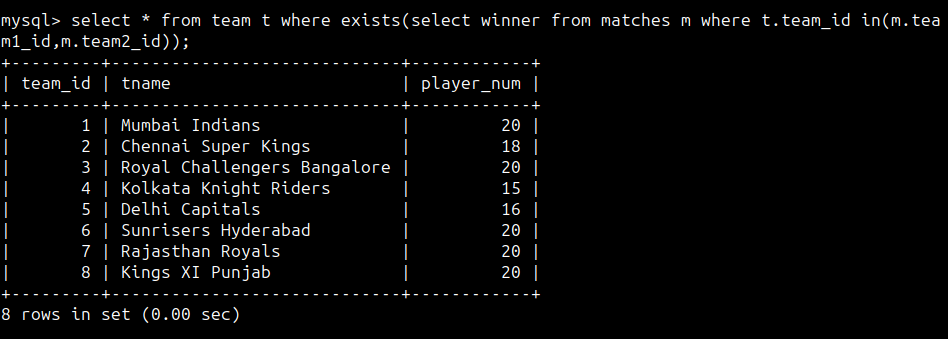 mysql> select * from team t where exists(select winner from matches m where t.team_id in(m.tea
m1_id,m.team2_id));
+---------+----------------------------+------------+
| team_id | tname                      | player_num |
+---------+----------------------------+------------+
|       1 | Mumbai Indians             |         20 |
|       2 | Chennai Super Kings        |         18 |
|       3 | Royal Challengers Bangalore |         20 |
|       4 | Kolkata Knight Riders      |         15 |
|       5 | Delhi Capitals             |         16 |
|       6 | Sunrisers Hyderabad        |         20 |
|       7 | Rajasthan Royals           |         20 |
|       8 | Kings XI Punjab            |         20 |
+---------+----------------------------+------------+
8 rows in set (0.00 sec)